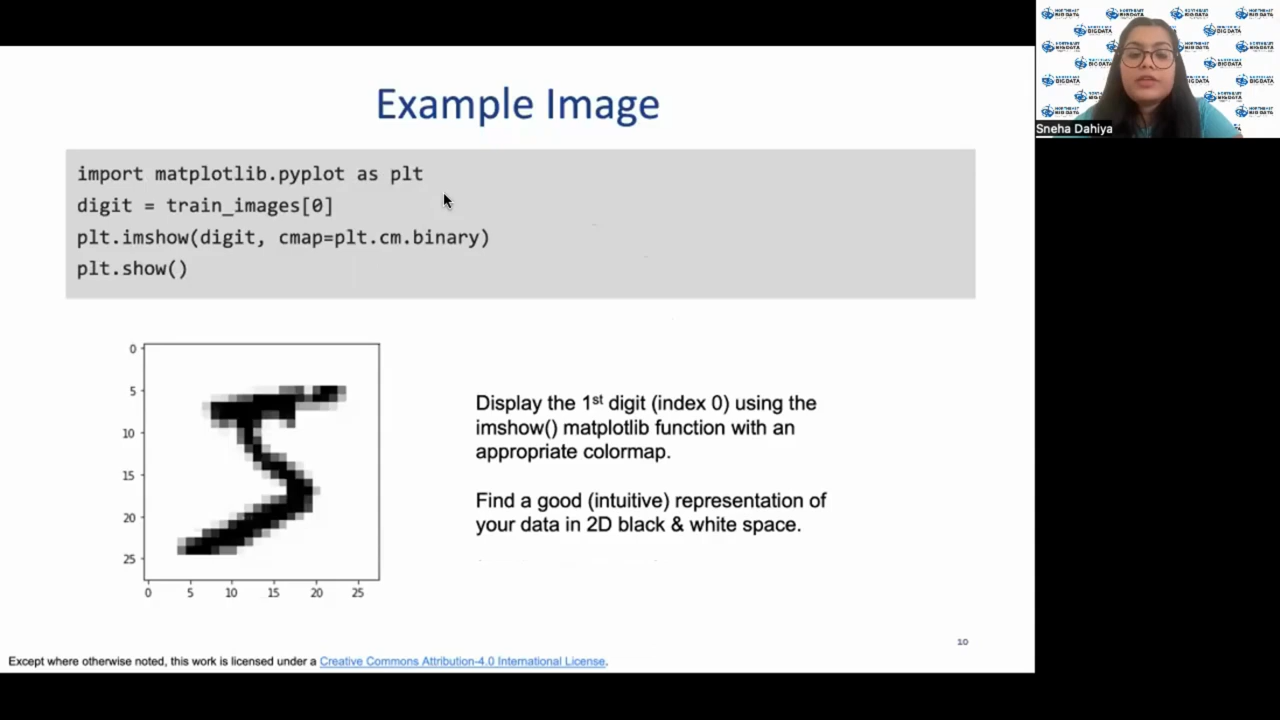 Example Image
import matplotlib.pyplot as plt
digit = train_images[0]
plt.imshow(digit, cmap=plt.cm.binary)
plt.show()
0
5
10
15
20
25
0 5 10 15 20 25
Display the 1st digit (index 0) using the
imshow() matplotlib function with an
appropriate colormap.
Find a good (intuitive) representation of
your data in 2D black & white space.
10
Except where otherwise noted, this work is licensed under a Creative Commons Attribution-4.0 International License.
NORTHEAST
BIG DATA
Sneha Dahiya